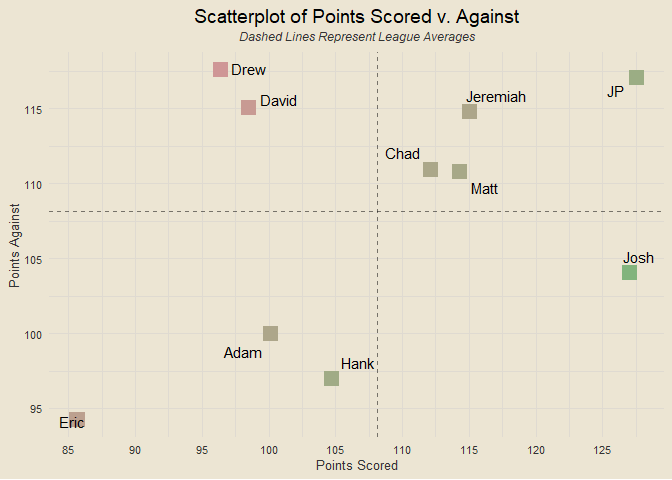 Scatterplot of Points Scored v. Against
Dashed Lines Represent League Averages
Drew
David
JP
Jeremiah
Chad
Matt
Josh
Adam
Hank
Eric
115
110
105
100
95
Points Against
85
90
95
100
105
110
115
120
125
Points Scored